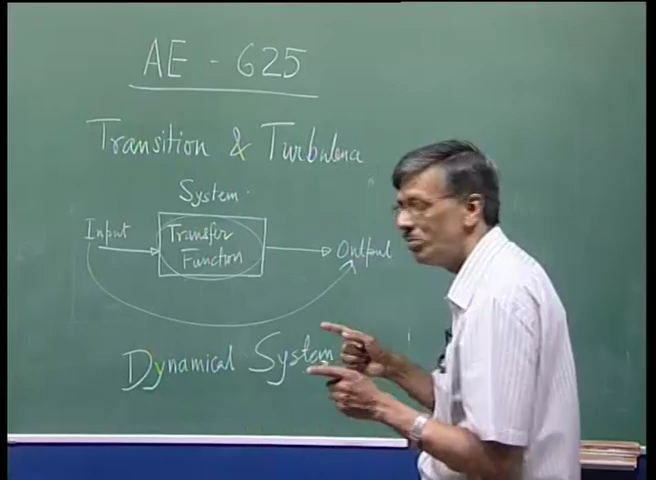 AE - 625
Transition & Turbulence
System
Input
Transfer
Function
Output
Dynamical System